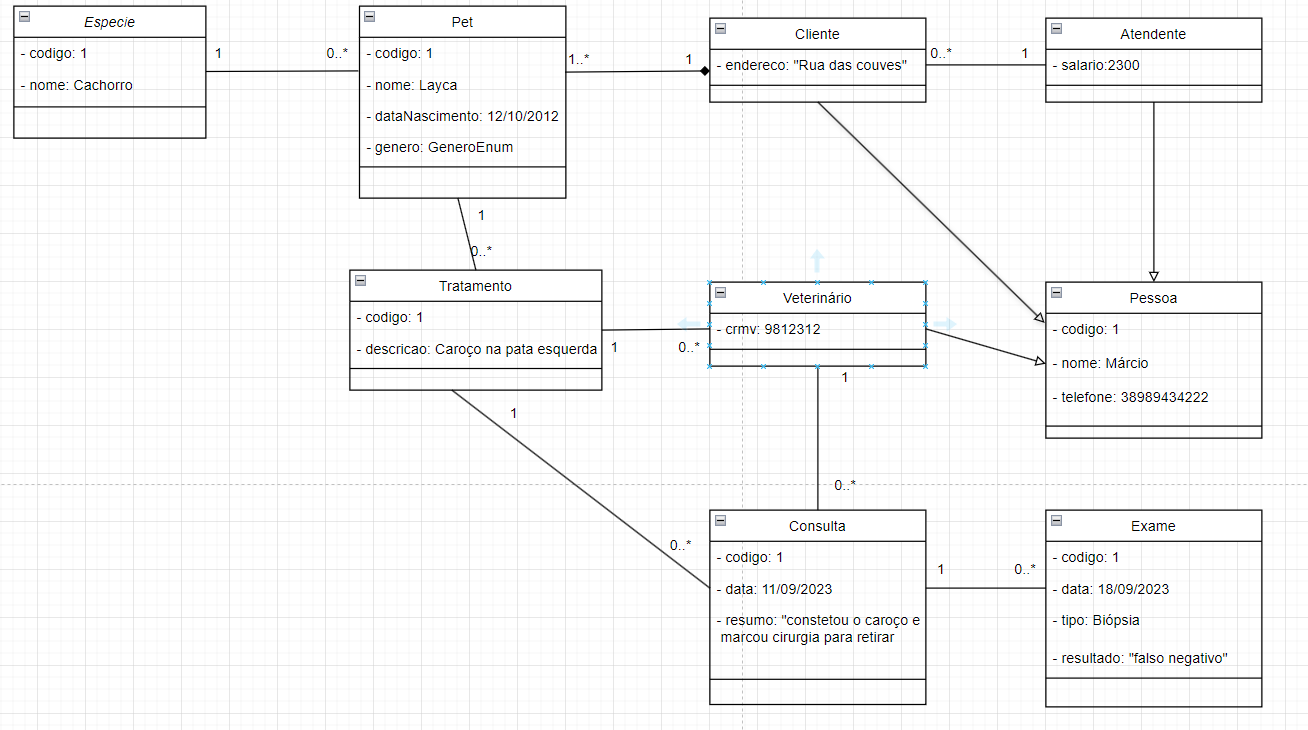 Especie
- codigo: 1
- nome: Cachorro
1
0..*
Pet
- codigo: 1
- nome: Layca
- dataNascimento: 12/10/2012
- genero: GeneroEnum
1..*
1
Cliente
- endereco: "Rua das couves"
0..*
1
Atendente
- salario:2300
1
0..*
Tratamento
- codigo: 1
- descricao: Caroço na pata esquerda
1
0..*
Veterinário
- crmv: 9812312
Pessoa
- codigo: 1
- nome: Márcio
- telefone: 38989434222
1
0..*
1
0..*
Consulta
- codigo: 1
- data: 11/09/2023
- resumo: "constetou o caroço e
marcou cirurgia para retirar
1
0..*
Exame
- codigo: 1
- data: 18/09/2023
- tipo: Biópsia
- resultado: "falso negativo"